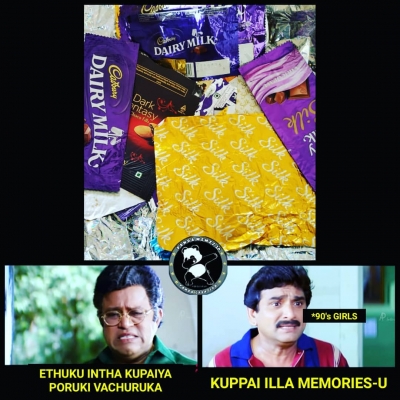 Cadbury
DAIRY MILK
Cadbury
DAIRY MILK
Dark
Fantasy
Silk
Silk
*90's GIRLS
ETHUKU INTHA KUPAIYA
PORUKI VACHURUKA
KUPPAI ILLA MEMORIES-U